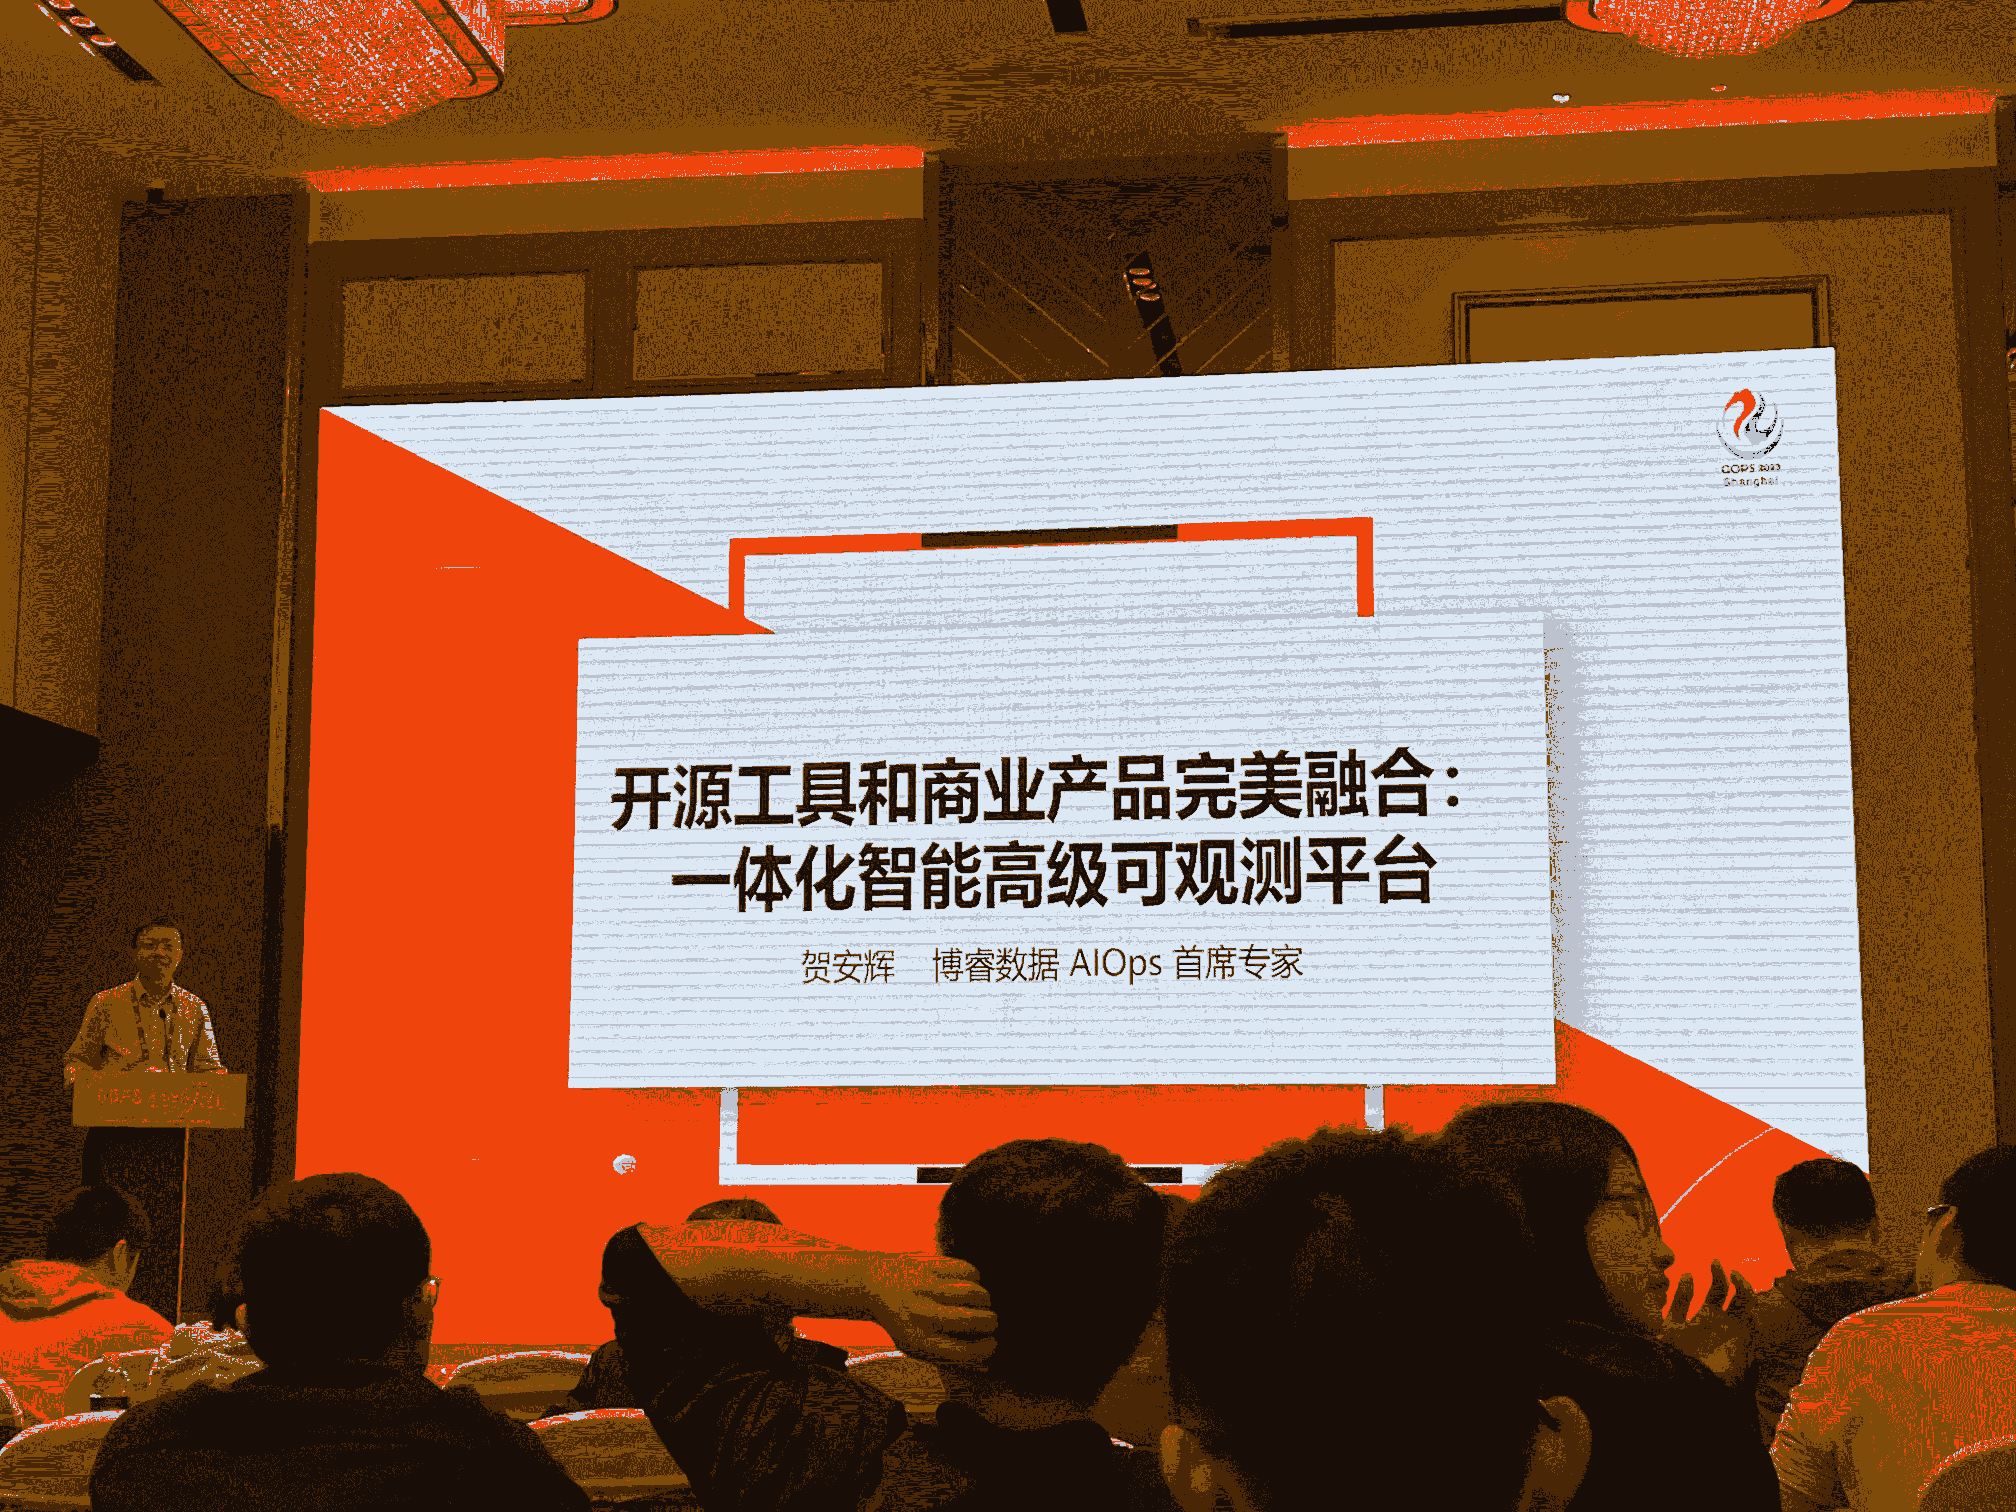 GOPS 2023
Shanghai
开源工具和商业产品完美融合：
一体化智能高级可观测平台
贺安辉 博睿数据 AIOps 首席专家